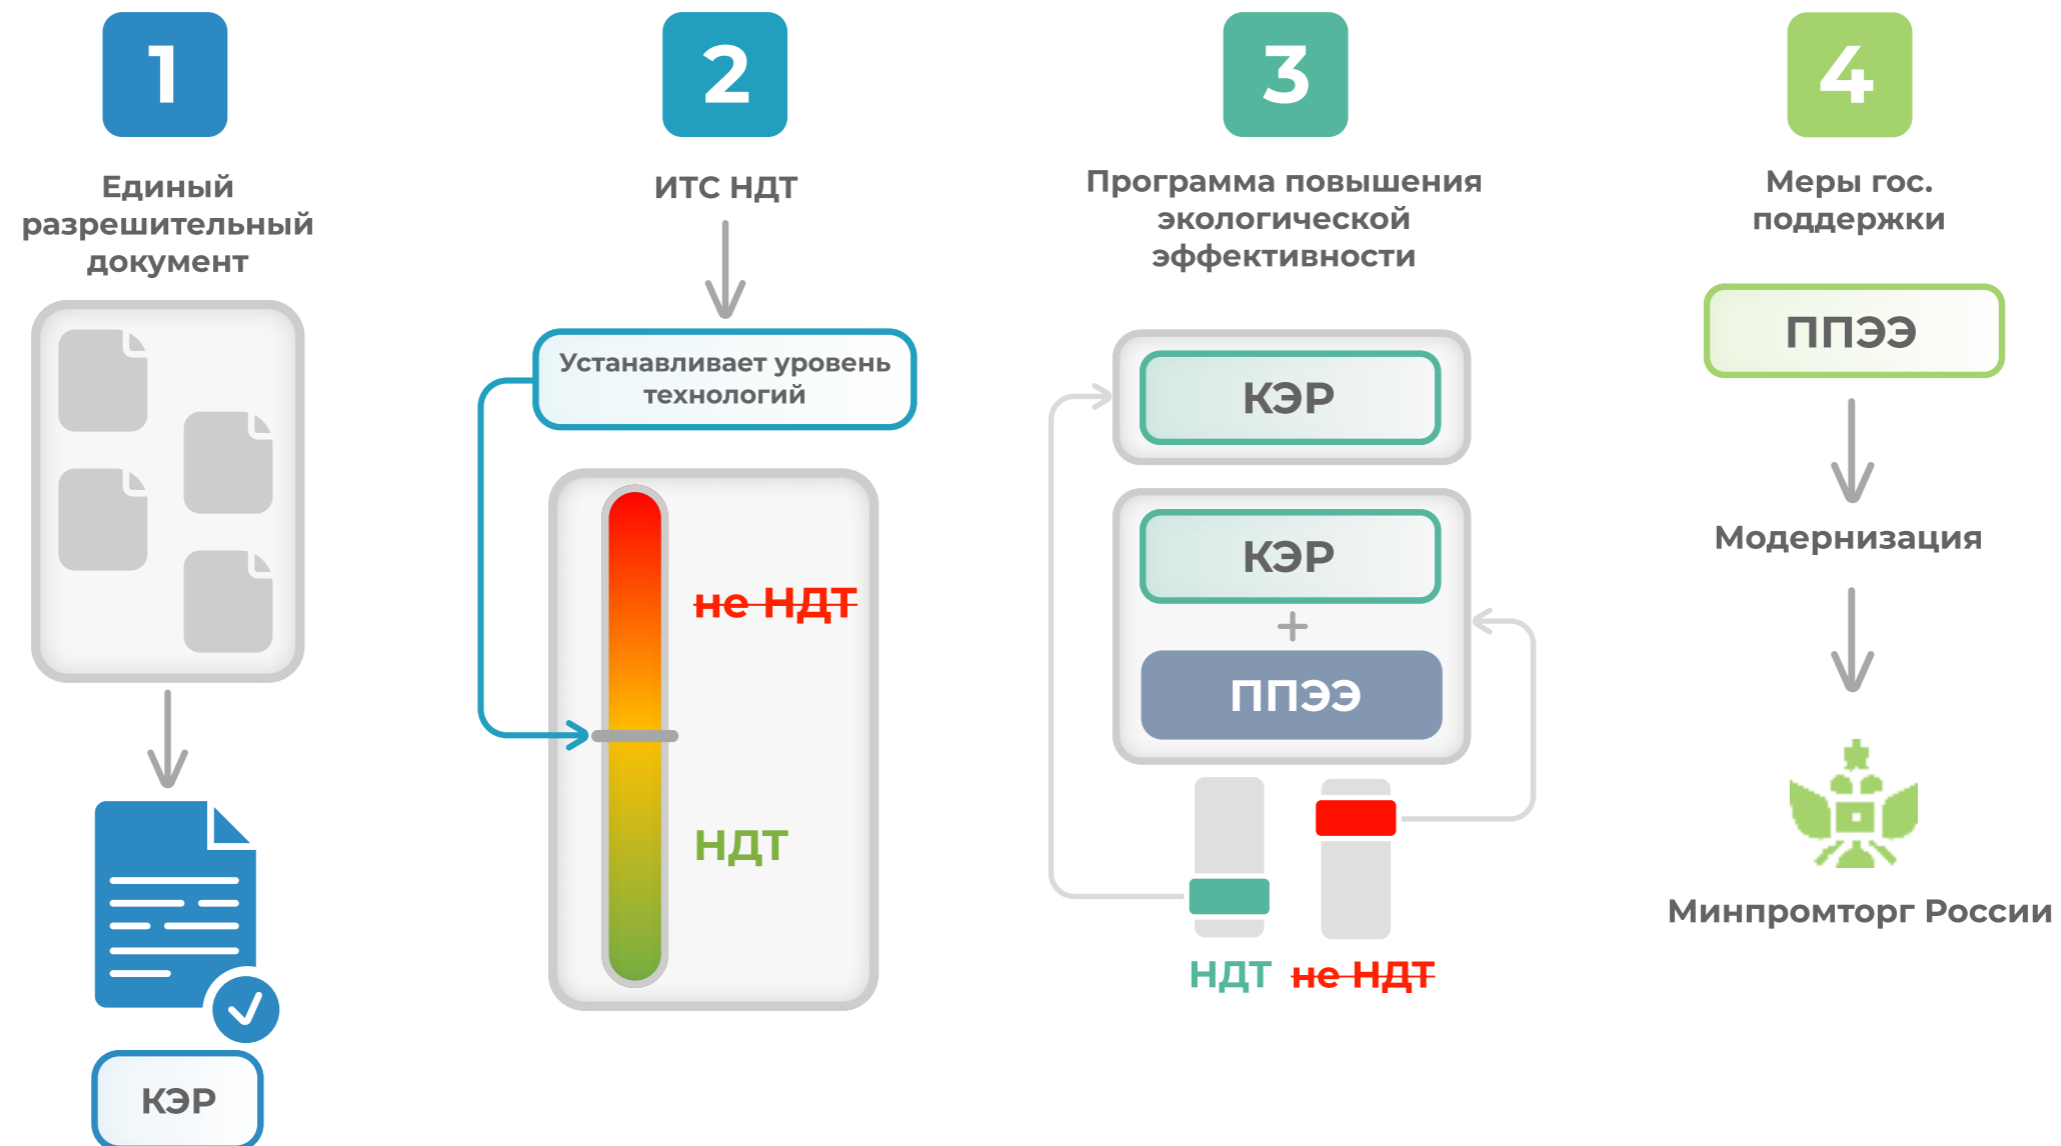 1
Единый
разрешительный
документ
КЭР
2
ИТС НДТ
Устанавливает уровень
технологий
не НДТ
НДТ
3
Программа повышения
экологической
эффективности
КЭР
КЭР
+
ППЭЭ
НДТ не НДТ
4
Меры гос.
поддержки
ППЭЭ
Модернизация
Минпромторг России